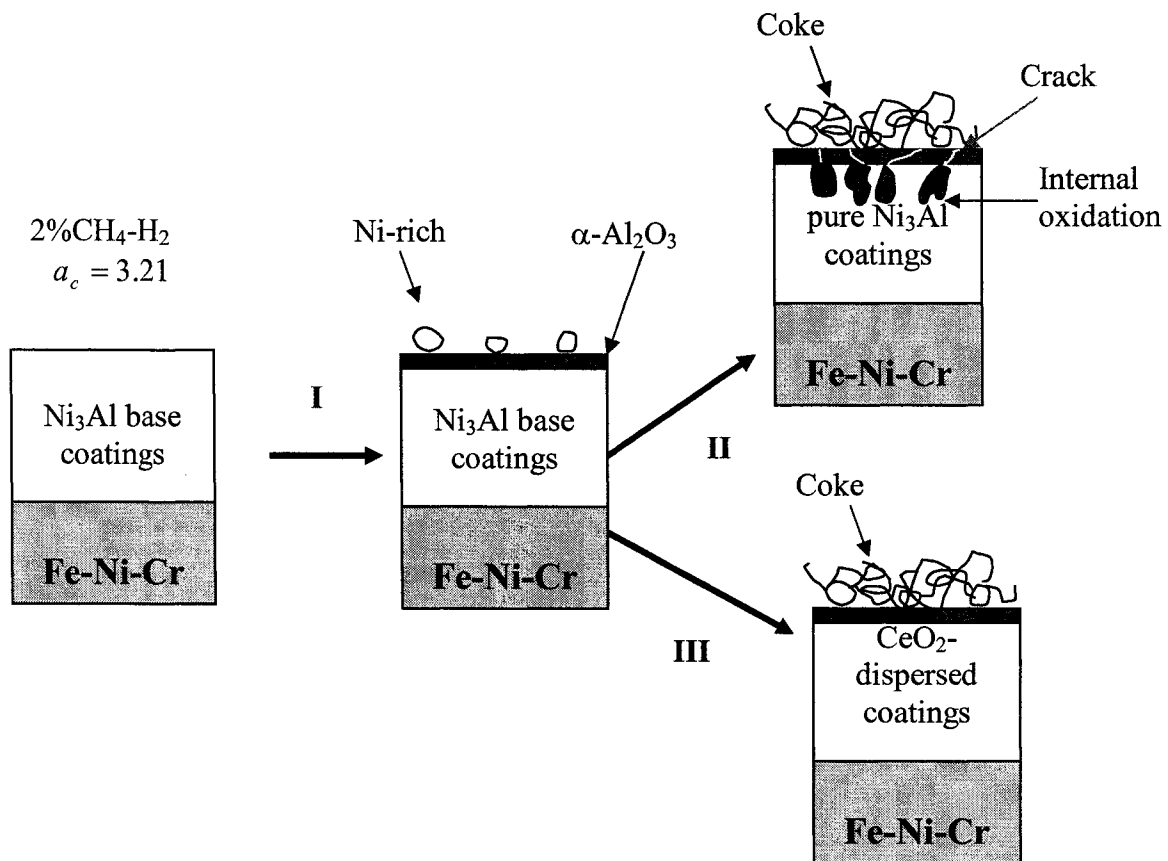 2%CH₄-H₂
a_c = 3.21
Ni₃Al base
coatings
Fe-Ni-Cr
I
Ni-rich
α-Al₂O₃
Ni₃Al base
coatings
Fe-Ni-Cr
II
Coke
Crack
Internal
oxidation
pure Ni₃Al
coatings
Fe-Ni-Cr
III
Coke
CeO₂-
dispersed
coatings
Fe-Ni-Cr